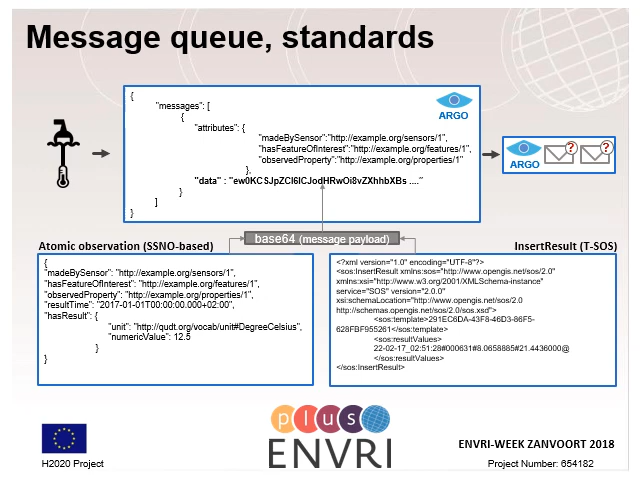 Message queue, standards
{
"messages": [
{
"attributes": {
"madeBySensor":"http://example.org/sensors/1",
"hasFeatureOfInterest":"http://example.org/features/1",
"observedProperty":"http://example.org/properties/1"
},
"data" : "ew0KCSJpZCI6ICJodHRwOi8vZXhhbXBs ...."
}
]
}
ARGO
ARGO
?
?
base64 (message payload)
Atomic observation (SSNO-based)
{
"madeBySensor": "http://example.org/sensors/1",
"hasFeatureOfInterest": "http://example.org/features/1",
"observedProperty": "http://example.org/properties/1",
"resultTime": "2017-01-01T00:00:00.000+02:00",
"hasResult": {
"unit": "http://qudt.org/vocab/unit#DegreeCelsius",
"numericValue": 12.5
}
}
InsertResult (T-SOS)
<?xml version="1.0" encoding="UTF-8"?>
<sos:InsertResult xmlns:sos="http://www.opengis.net/sos/2.0"
xmlns:xsi="http://www.w3.org/2001/XMLSchema-instance"
service="SOS" version="2.0.0"
xsi:schemaLocation="http://www.opengis.net/sos/2.0
http://schemas.opengis.net/sos/2.0/sos.xsd">
<sos:template>291EC6DA-43F8-46D3-86F5-
628FBF955261</sos:template>
<sos:resultValues>
22-02-17_02:51:28#000631#8.0658885#21.4436000@
</sos:resultValues>
</sos:InsertResult>
plus
ENVRI
H2020 Project
ENVRI-WEEK ZANVOORT 2018
Project Number: 654182